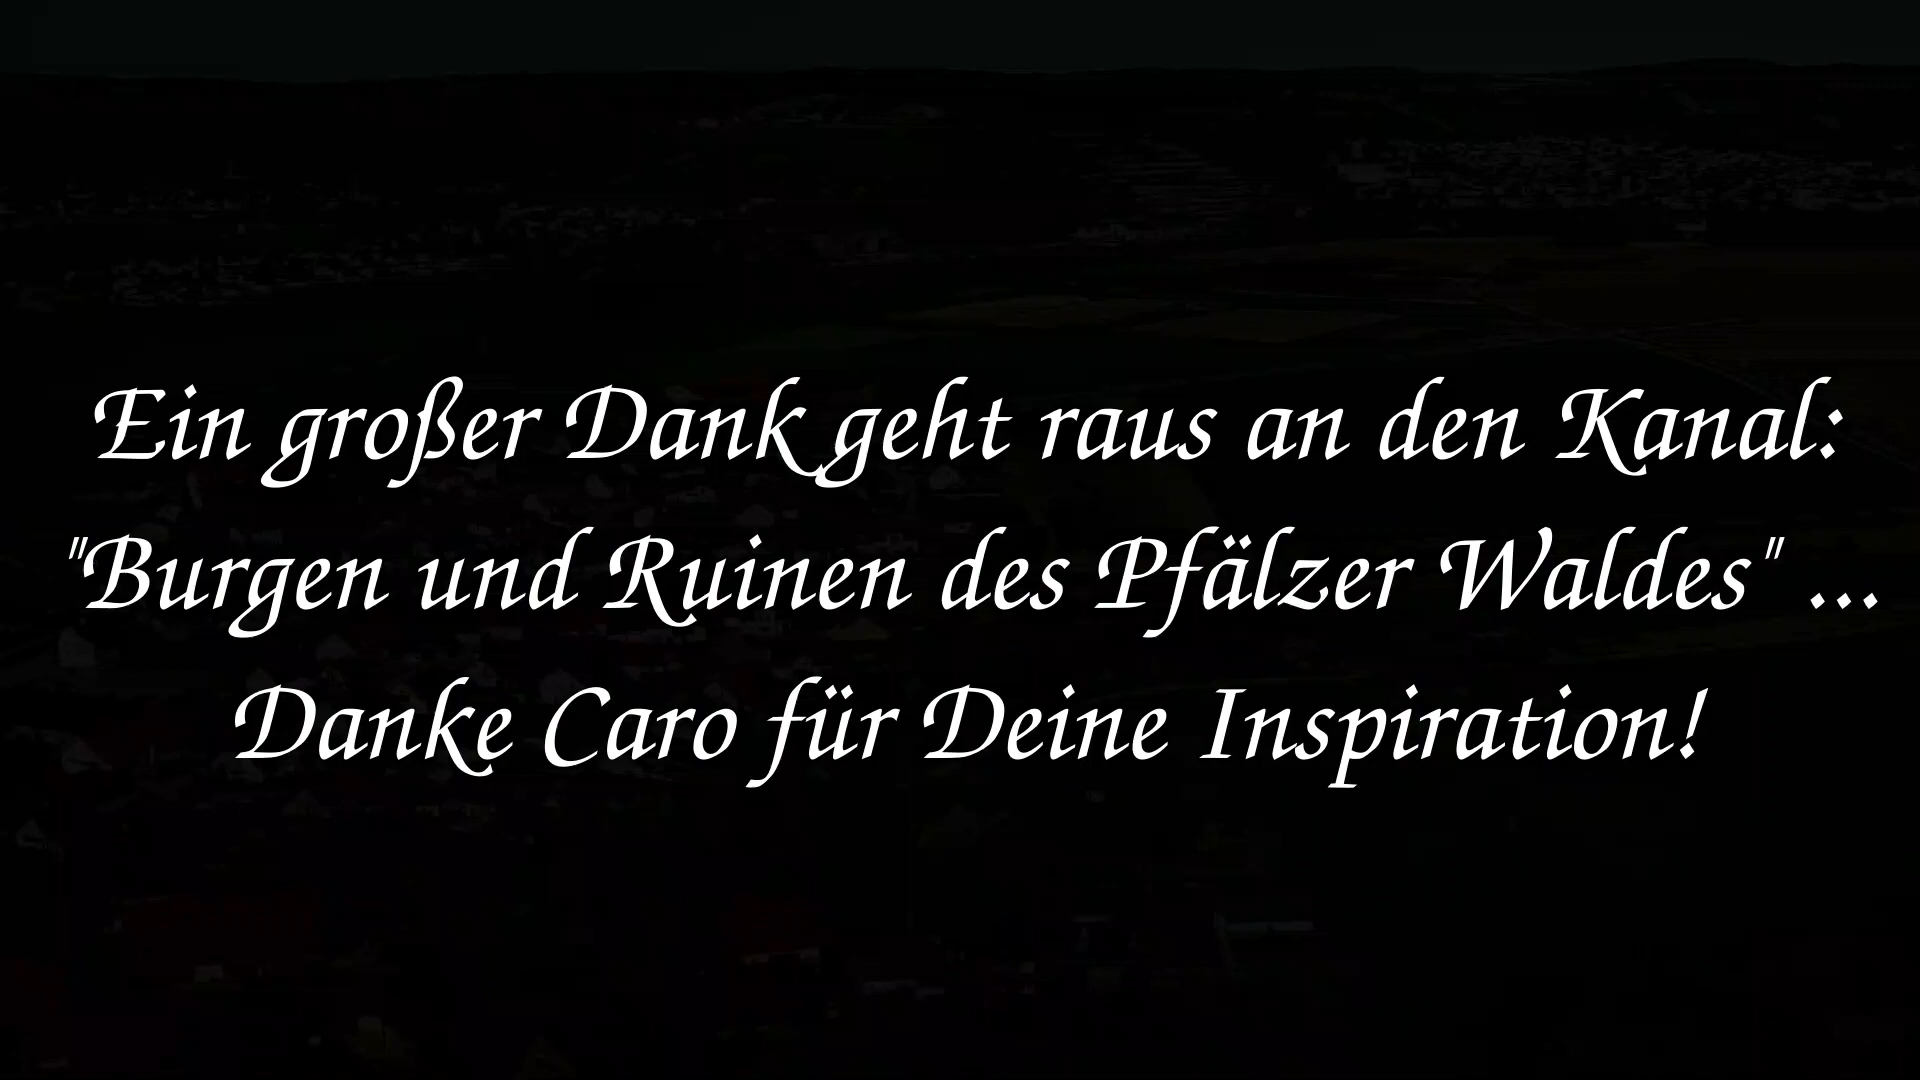 Ein großer Dank geht raus an den Kanal:
"Burgen und Ruinen des Pfälzer Waldes" ...
Danke Caro für Deine Inspiration!